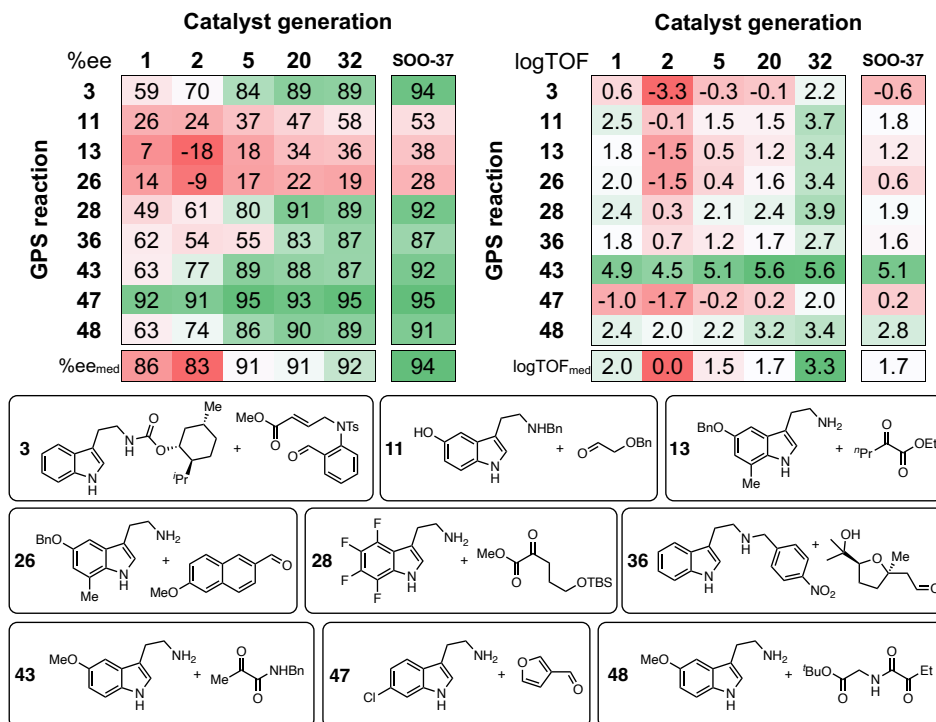 Catalyst generation
%ee 1 2 5 20 32 SOO-37
GPS reaction
3 59 70 84 89 89 94
11 26 24 37 47 58 53
13 7 -18 18 34 36 38
26 14 -9 17 22 19 28
28 49 61 80 91 89 92
36 62 54 55 83 87 87
43 63 77 89 88 87 92
47 92 91 95 93 95 95
48 63 74 86 90 89 91
%eemed 86 83 91 91 92 94
Catalyst generation
logTOF 1 2 5 20 32 SOO-37
GPS reaction
3 0.6 -3.3 -0.3 -0.1 2.2 -0.6
11 2.5 -0.1 1.5 1.5 3.7 1.8
13 1.8 -1.5 0.5 1.2 3.4 1.2
26 2.0 -1.5 0.4 1.6 3.4 0.6
28 2.4 0.3 2.1 2.4 3.9 1.9
36 1.8 0.7 1.2 1.7 2.7 1.6
43 4.9 4.5 5.1 5.6 5.6 5.1
47 -1.0 -1.7 -0.2 0.2 2.0 0.2
48 2.4 2.0 2.2 3.2 3.4 2.8
logTOFmed 2.0 0.0 1.5 1.7 3.3 1.7
3 N H NH O O Me iPr + MeO O NTs O
11 HO N H NHBn + O OBn
13 BnO Me N H NH2 + nPr O O OEt
26 BnO Me N H NH2 + MeO O
28 F F F F N H NH2 + MeO O O OTBS
36 N H NH NO2 + OH O Me O
43 MeO N H NH2 + Me O O NHBn
47 Cl N H NH2 + O O
48 MeO N H NH2 + tBuO O N H O O Et